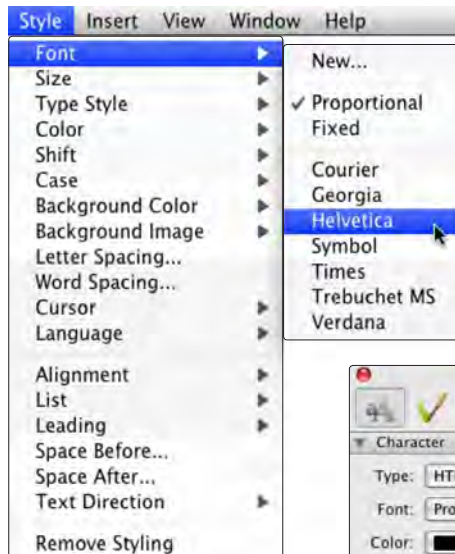 Style Insert View Window Help
Font
Size
Type Style
Color
Shift
Case
Background Color
Background Image
Letter Spacing...
Word Spacing...
Cursor
Language
Alignment
List
Leading
Space Before...
Space After...
Text Direction
Remove Styling
New...
✓ Proportional
Fixed
Courier
Georgia
Helvetica
Symbol
Times
Trebuchet MS
Verdana
Character
Type: HT
Font: Pro
Color: